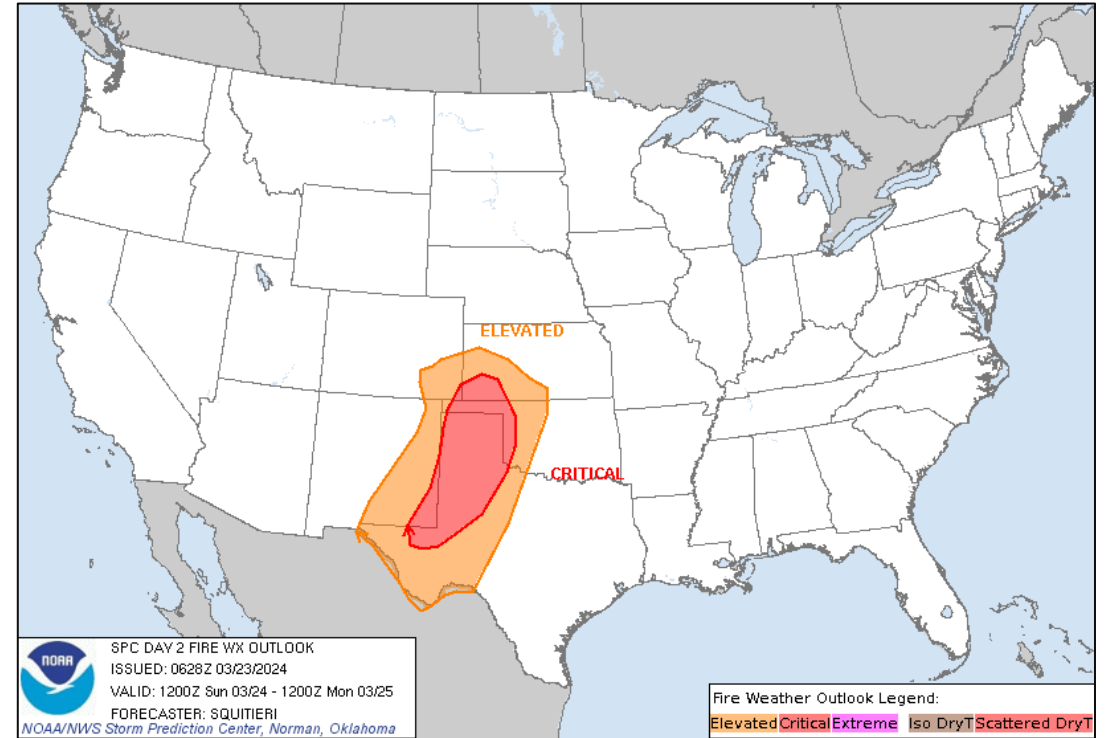 ELEVATED
CRITICAL
NOAA
SPC DAY 2 FIRE WX OUTLOOK
ISSUED: 0628Z 03/23/2024
VALID: 1200Z Sun 03/24 - 1200Z Mon 03/25
FORECASTER: SQUITIERI
NOAA/NWS Storm Prediction Center, Norman, Oklahoma
Fire Weather Outlook Legend:
Elevated Critical Extreme Iso DryT Scattered DryT